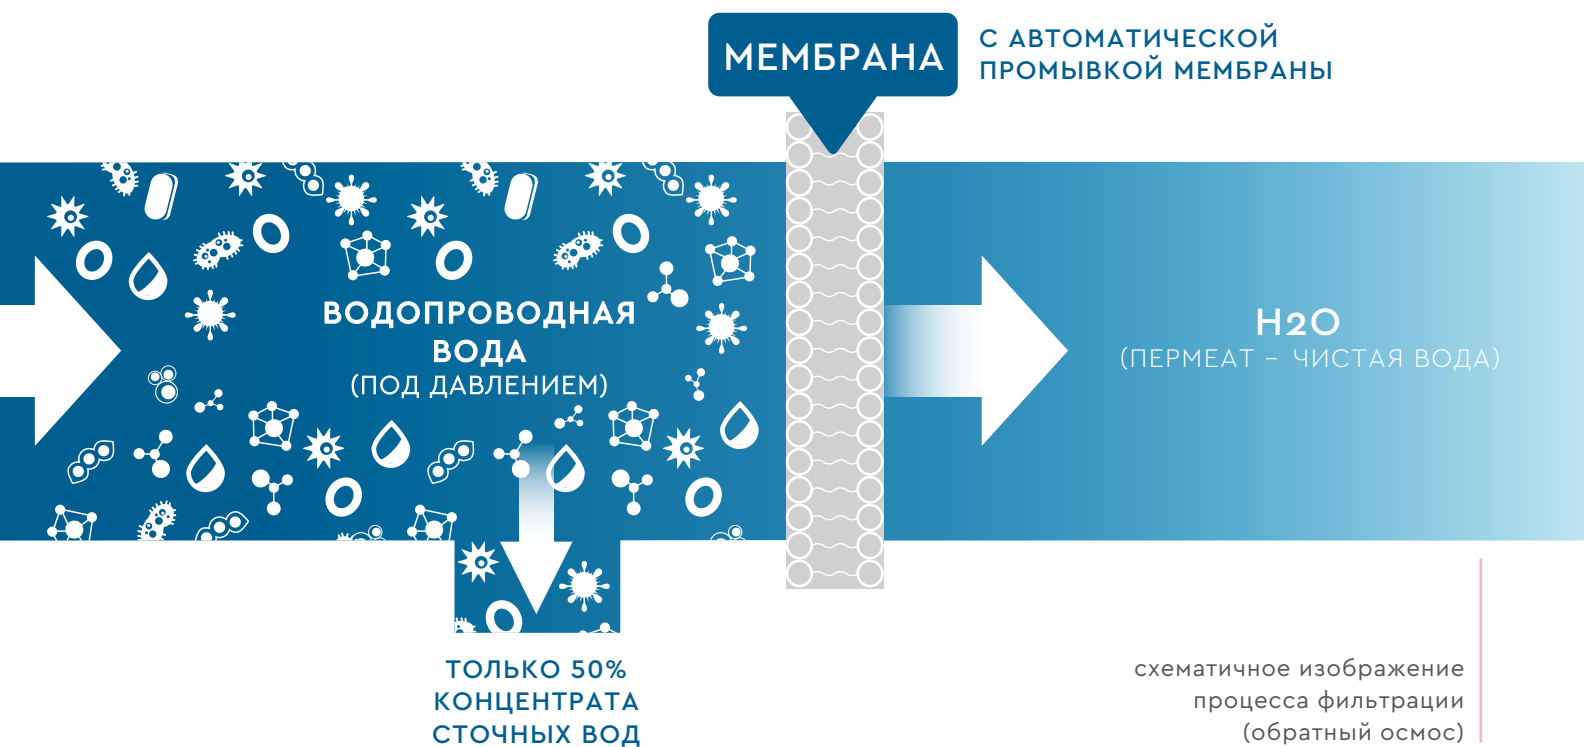 МЕМБРАНА
С АВТОМАТИЧЕСКОЙ
ПРОМЫВКОЙ МЕМБРАНЫ
ВОДОПРОВОДНАЯ
ВОДА
(ПОД ДАВЛЕНИЕМ)
H2O
(ПЕРМЕАТ – ЧИСТАЯ ВОДА)
ТОЛЬКО 50%
КОНЦЕНТРАТА
СТОЧНЫХ ВОД
схематичное изображение
процесса фильтрации
(обратный осмос)